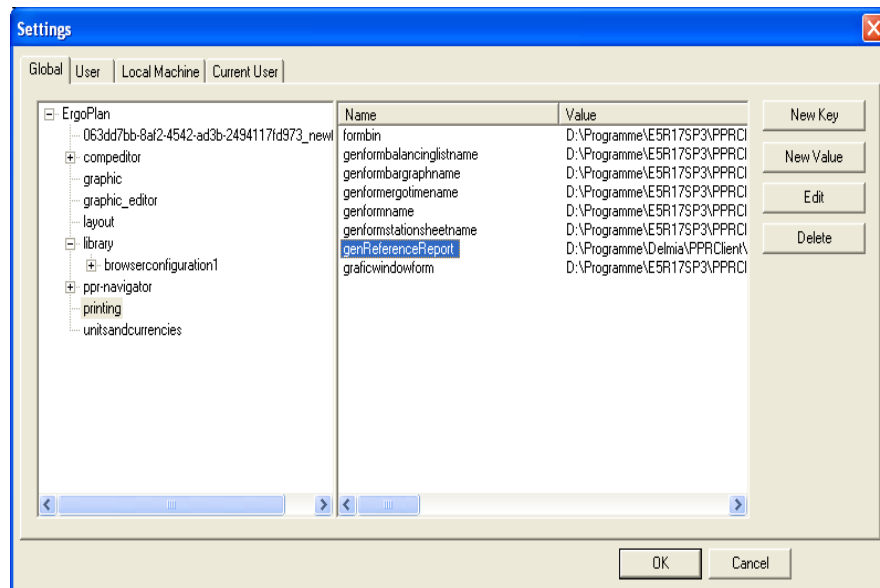 Settings
Global
User
Local Machine
Current User
ErgoPlan
063dd7bb-8af2-4542-ad3b-2494117fd973_newl
compeditor
graphic
graphic_editor
layout
library
browserconfiguration1
ppr-navigator
printing
unitsandcurrencies
Name Value
formbin D:\Programme\E5R17SP3\PPRCl
genformbalancinglistname D:\Programme\E5R17SP3\PPRCl
genformbargraphname D:\Programme\E5R17SP3\PPRCl
genformergotimename D:\Programme\E5R17SP3\PPRCl
genformname D:\Programme\E5R17SP3\PPRCl
genformstationsheetname D:\Programme\E5R17SP3\PPRCl
genReferenceReport D:\Programme\Delmia\PPRClient\
graficwindowform D:\Programme\E5R17SP3\PPRCl
New Key
New Value
Edit
Delete
OK
Cancel